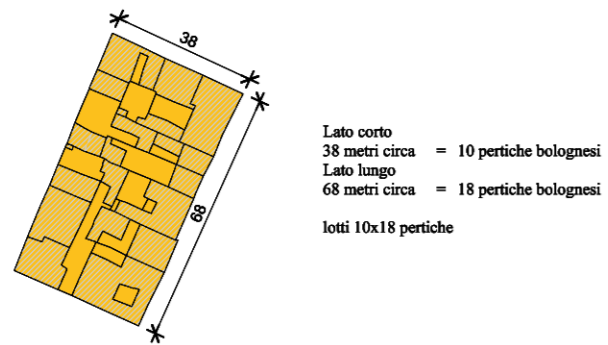 38
68
Lato corto
38 metri circa = 10 pertiche bolognesi
Lato lungo
68 metri circa = 18 pertiche bolognesi
lotti 10x18 pertiche